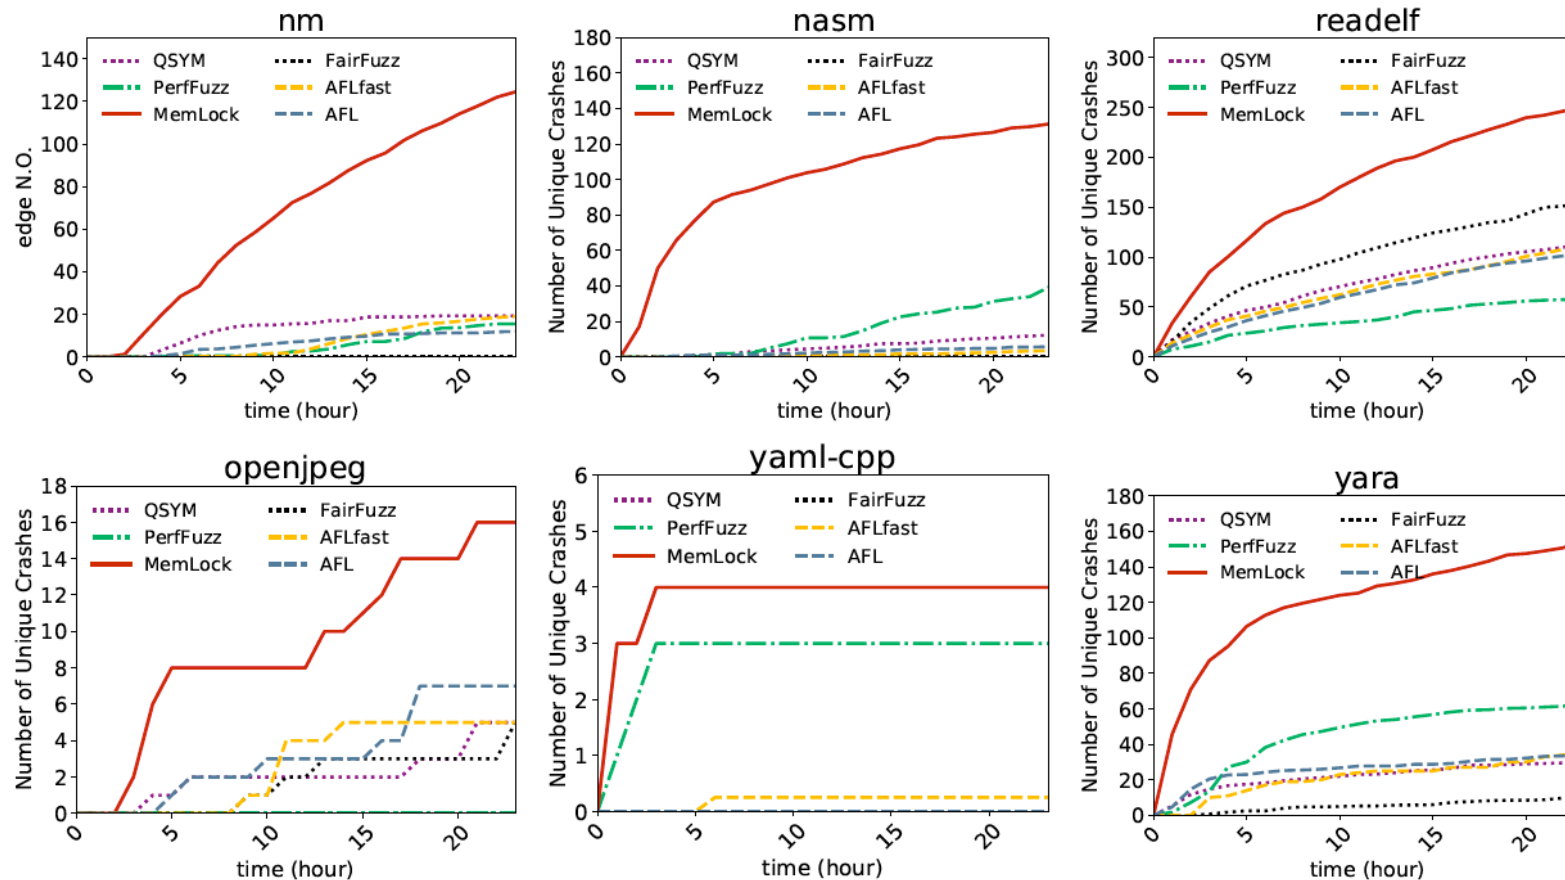 nm
140
120
100
80
60
40
20
0
edge N.O.
QSYM
PerfFuzz
MemLock
FairFuzz
AFLfast
AFL
0
5
10
15
20
time (hour)
nasm
180
160
140
120
100
80
60
40
20
0
Number of Unique Crashes
QSYM
PerfFuzz
MemLock
FairFuzz
AFLfast
AFL
0
5
10
15
20
time (hour)
readelf
300
250
200
150
100
50
0
Number of Unique Crashes
QSYM
PerfFuzz
MemLock
FairFuzz
AFLfast
AFL
0
5
10
15
20
time (hour)
openjpeg
18
16
14
12
10
8
6
4
2
0
Number of Unique Crashes
QSYM
PerfFuzz
MemLock
FairFuzz
AFLfast
AFL
0
5
10
15
20
time (hour)
yaml-cpp
6
5
4
3
2
1
0
Number of Unique Crashes
QSYM
PerfFuzz
MemLock
FairFuzz
AFLfast
AFL
0
5
10
15
20
time (hour)
yara
180
160
140
120
100
80
60
40
20
0
Number of Unique Crashes
QSYM
PerfFuzz
MemLock
FairFuzz
AFLfast
AFL
0
5
10
15
20
time (hour)